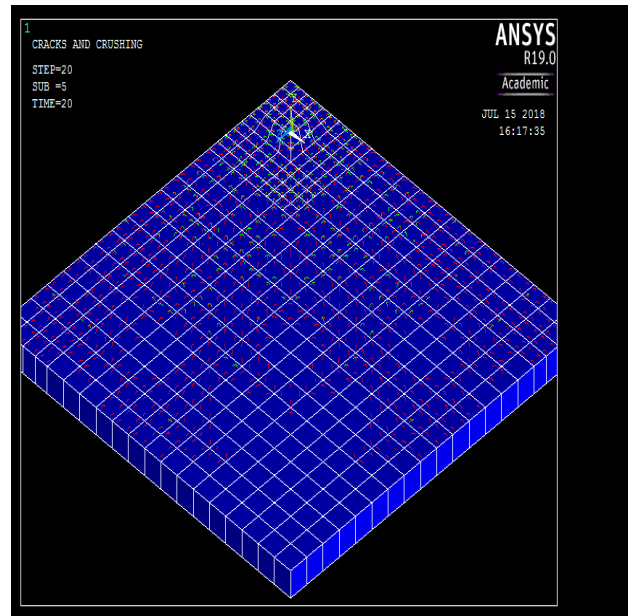 1
CRACKS AND CRUSHING
STEP=20
SUB =5
TIME=20
ANSYS
R19.0
Academic
JUL 15 2018
16:17:35